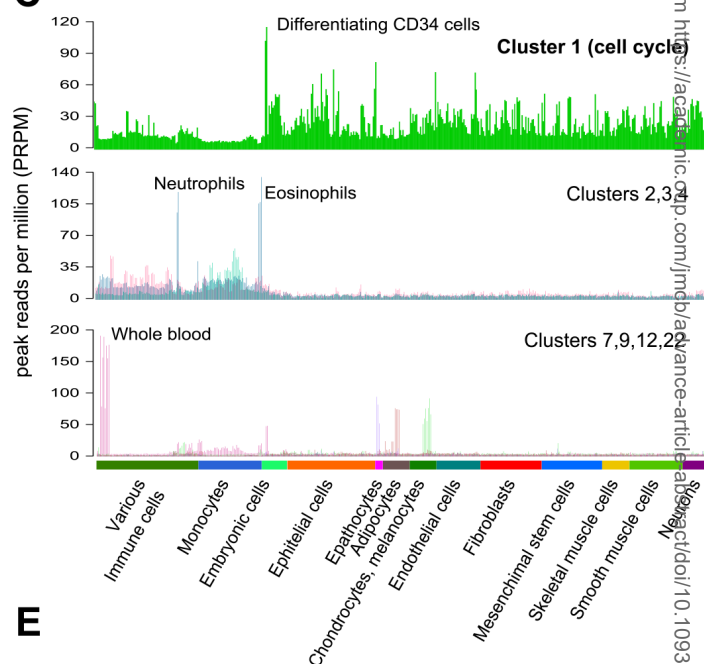 120
90
60
30
0
Differentiating CD34 cells
Cluster 1 (cell cycle)
peak reads per million (PRPM)
140
105
70
35
0
Neutrophils
Eosinophils
Clusters 2,3,4
200
150
100
50
0
Whole blood
Clusters 7,9,12,22
Various
Immune cells
Monocytes
Embryonic cells
Ephitelial cells
Epathocytes
Adipocytes
Chondrocytes, melanocytes
Endothelial cells
Fibroblasts
Mesenchimal stem cells
Skeletal muscle cells
Smooth muscle cells
E
m https://academic.oup.com/jmcb/advance-article-abstract/doi/10.1093